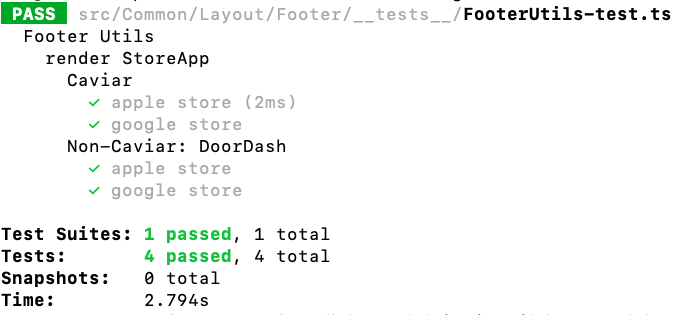 PASS src/Common/Layout/Footer/__tests__/FooterUtils-test.ts
Footer Utils
render StoreApp
Caviar
✓ apple store (2ms)
✓ google store
Non-Caviar: DoorDash
✓ apple store
✓ google store
Test Suites: 1 passed, 1 total
Tests: 4 passed, 4 total
Snapshots: 0 total
Time: 2.794s